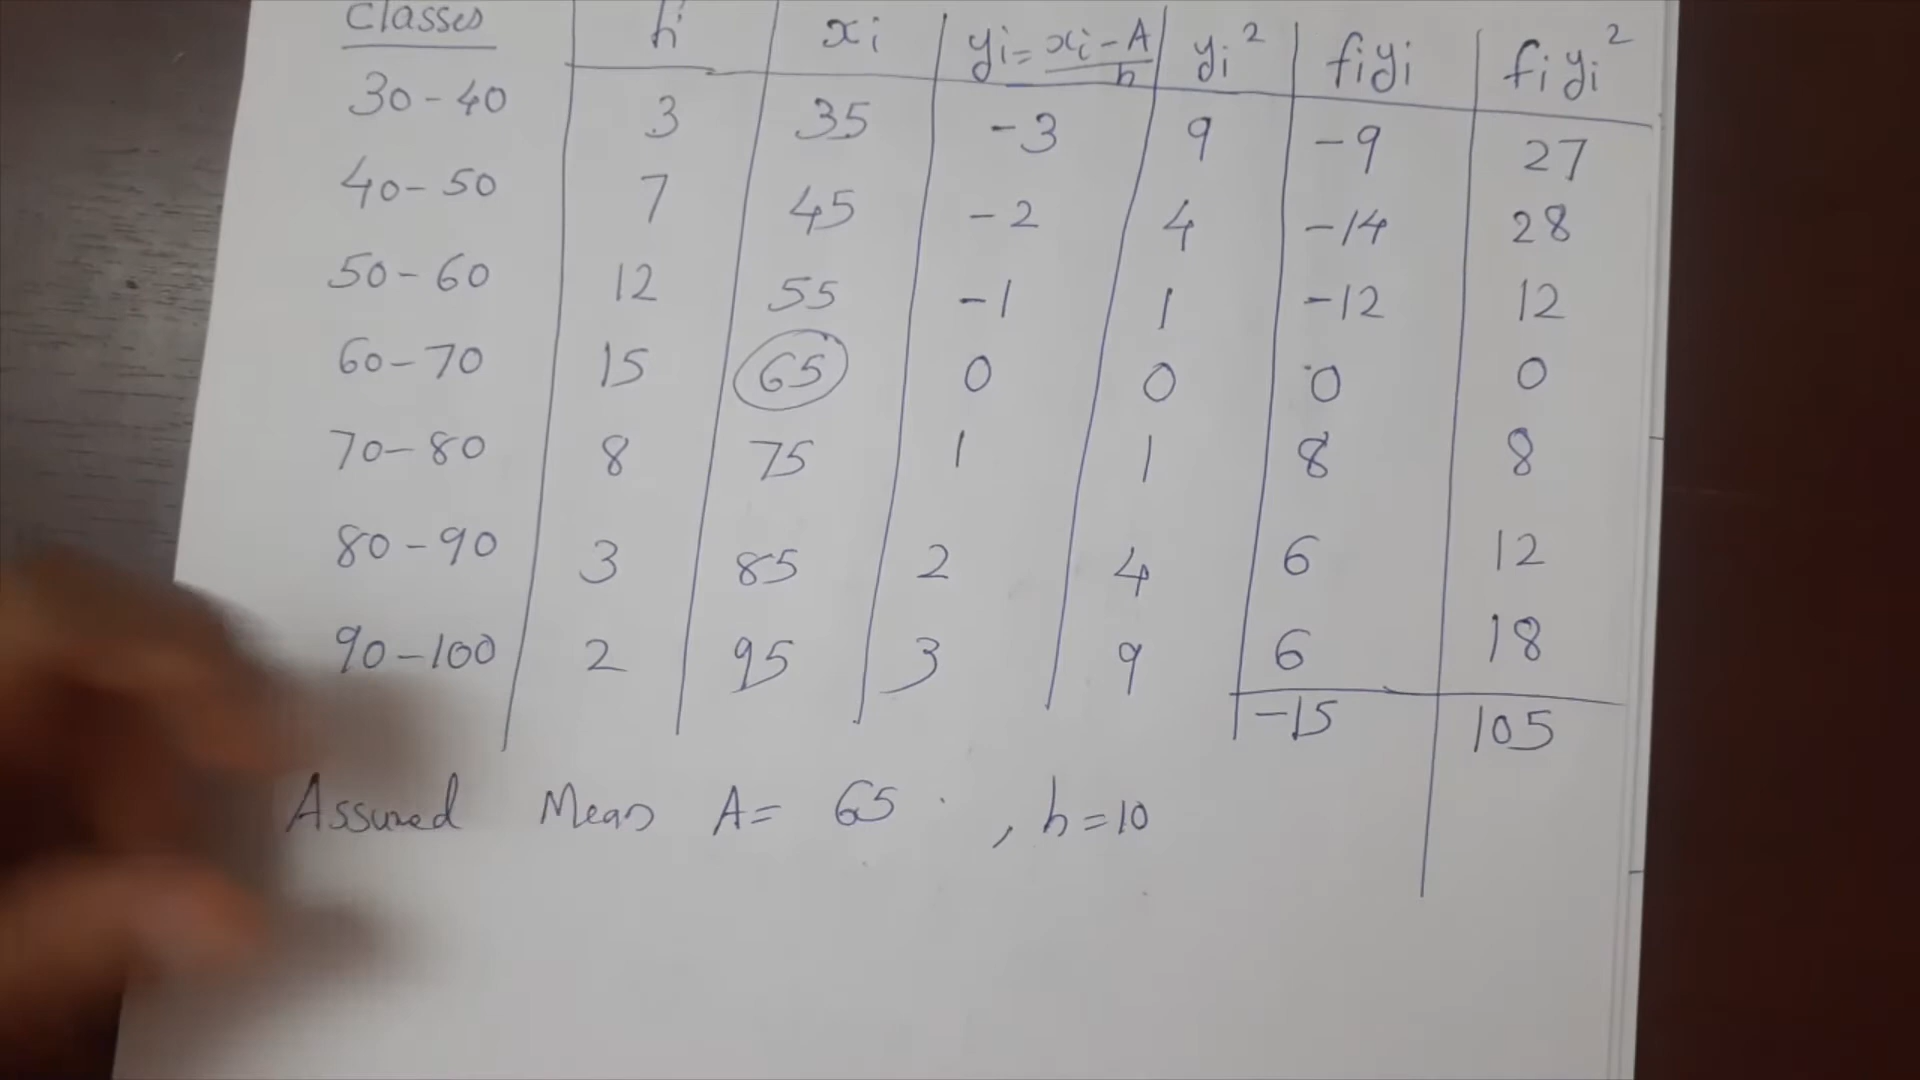 Classes fi xi yi = xi - A / h yi² fiyi fiyi²
30 - 40 3 35 -3 9 -9 27
40 - 50 7 45 -2 4 -14 28
50 - 60 12 55 -1 1 -12 12
60 - 70 15 65 0 0 0 0
70 - 80 8 75 1 1 8 8
80 - 90 3 85 2 4 6 12
90 - 100 2 95 3 9 6 18
-15 105
Assumed Mean A = 65 , h = 10